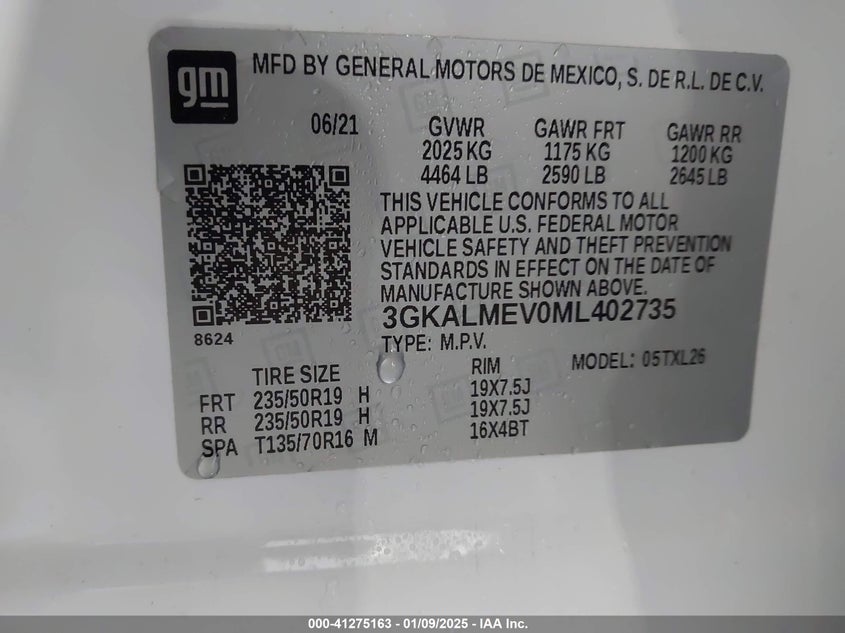 gm MFD BY GENERAL MOTORS DE MEXICO, S. DE R.L. DE C.V.
06/21 GVWR GAWR FRT GAWR RR
2025 KG 1175 KG 1200 KG
4464 LB 2590 LB 2645 LB
THIS VEHICLE CONFORMS TO ALL
APPLICABLE U.S. FEDERAL MOTOR
VEHICLE SAFETY AND THEFT PREVENTION
STANDARDS IN EFFECT ON THE DATE OF
MANUFACTURE SHOWN ABOVE.
3GKALMEV0ML402735
8624 TYPE: M.P.V. MODEL: 05TXL26
TIRE SIZE RIM
FRT 235/50R19 H 19X7.5J
RR 235/50R19 H 19X7.5J
SPA T135/70R16 M 16X4BT
000-41275163 - 01/09/2025 - IAA Inc.